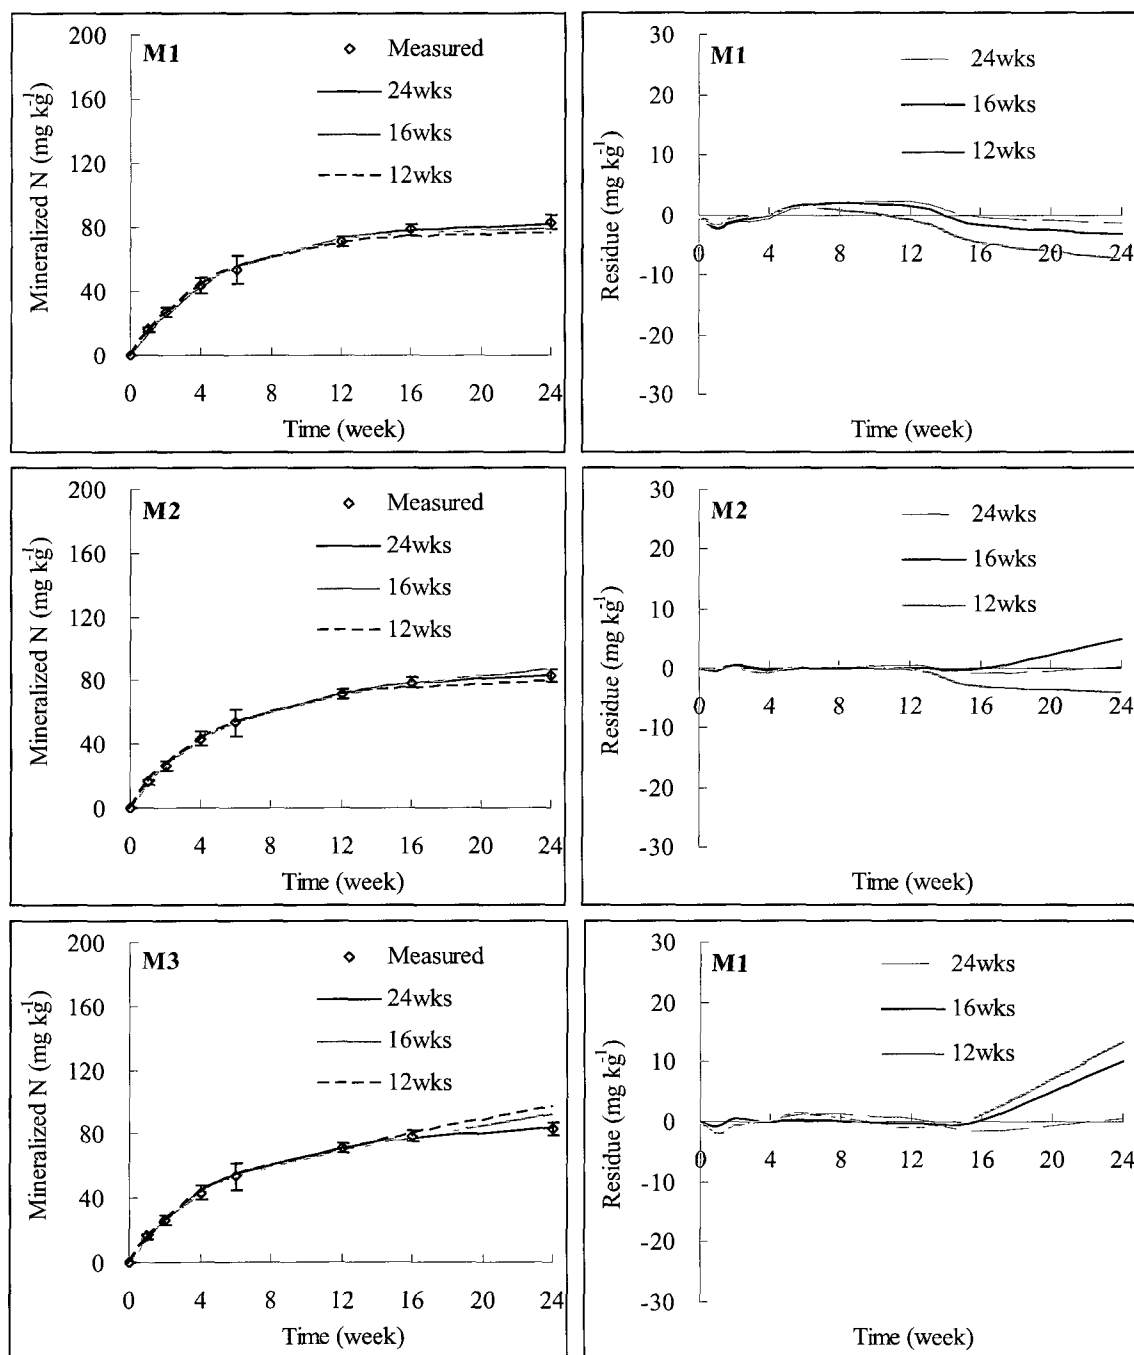 M1
Measured
24wks
16wks
12wks
200
160
120
80
40
0
0 4 8 12 16 20 24
Mineralized N (mg kg⁻¹)
Time (week)
M1
24wks
16wks
12wks
30
20
10
0
-10
-20
-30
0 4 8 12 16 20 24
Residue (mg kg⁻¹)
Time (week)
M2
Measured
24wks
16wks
12wks
200
160
120
80
40
0
0 4 8 12 16 20 24
Mineralized N (mg kg⁻¹)
Time (week)
M2
24wks
16wks
12wks
30
20
10
0
-10
-20
-30
0 4 8 12 16 20 24
Residue (mg kg⁻¹)
Time (week)
M3
Measured
24wks
16wks
12wks
200
160
120
80
40
0
0 4 8 12 16 20 24
Mineralized N (mg kg⁻¹)
Time (week)
M1
24wks
16wks
12wks
30
20
10
0
-10
-20
-30
0 4 8 12 16 20 24
Residue (mg kg⁻¹)
Time (week)